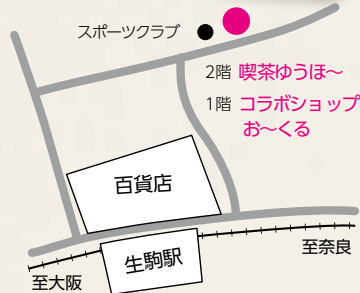 スポーツクラブ
2階 喫茶ゆうほ〜
1階 コラボショップ
お〜くる
百貨店
生駒駅
至大阪
至奈良